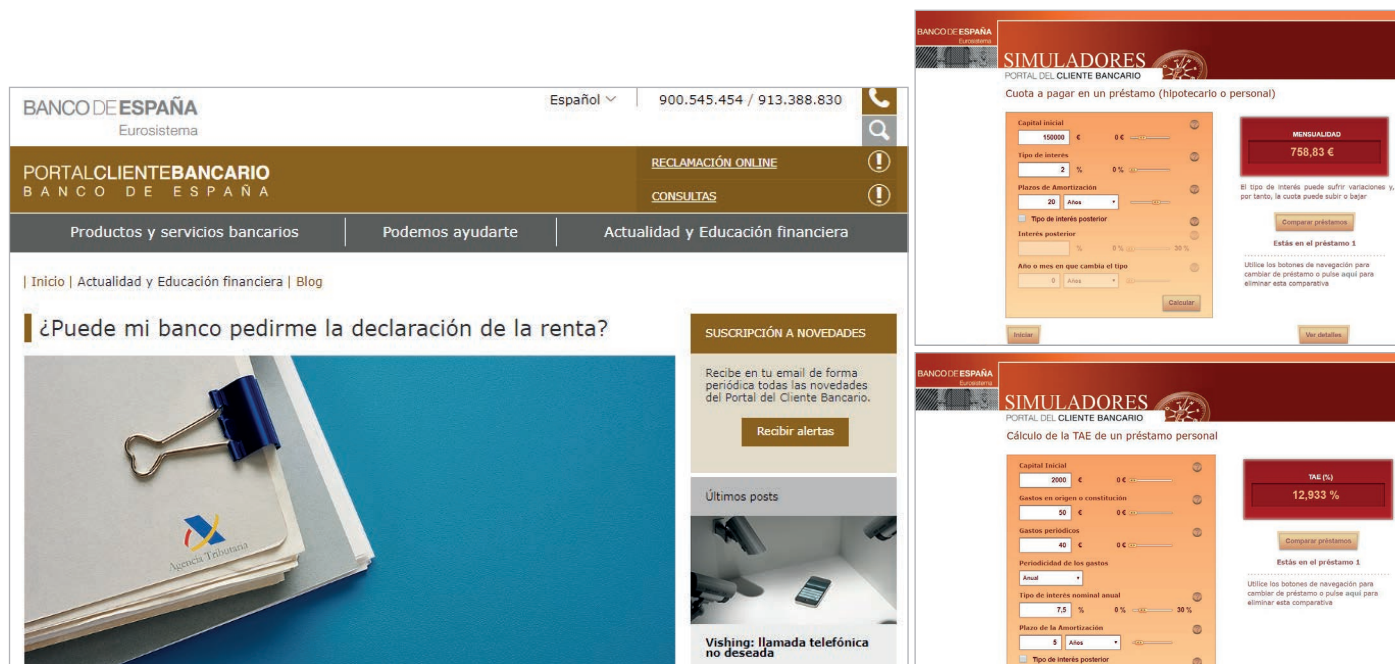 BANCO DE ESPAÑA
Eurosistema
Español
900.545.454 / 913.388.830
PORTALCLIENTEBANCARIO
BANCO DE ESPAÑA
RECLAMACIÓN ONLINE
CONSULTAS
Productos y servicios bancarios
Podemos ayudarte
Actualidad y Educación financiera
| Inicio | Actualidad y Educación financiera | Blog
¿Puede mi banco pedirme la declaración de la renta?
Agencia Tributaria
SUSCRIPCIÓN A NOVEDADES
Recibe en tu email de forma
periódica todas las novedades
del Portal del Cliente Bancario.
Recibir alertas
Últimos posts
Vishing: llamada telefónica
no deseada
BANCO DE ESPAÑA
Eurosistema
SIMULADORES
PORTAL DEL CLIENTE BANCARIO
Cuota a pagar en un préstamo (hipotecario o personal)
Capital inicial
150000 € 0 €
Tipo de interés
2 % 0 %
Plazos de Amortización
20 Años
Tipo de interés posterior
Interés posterior
% 0 % 30 %
Año o mes en que cambia el tipo
0 Años
Calcular
Iniciar
MENSUALIDAD
758,83 €
El tipo de interés puede sufrir variaciones y,
por tanto, la cuota puede subir o bajar
Comparar préstamos
Estás en el préstamo 1
Utilice los botones de navegación para
cambiar de préstamo o pulse aquí para
eliminar esta comparativa
Ver detalles
BANCO DE ESPAÑA
Eurosistema
SIMULADORES
PORTAL DEL CLIENTE BANCARIO
Cálculo de la TAE de un préstamo personal
Capital Inicial
2000 € 0 €
Gastos en origen o constitución
50 € 0 €
Gastos periódicos
40 € 0 €
Periodicidad de los gastos
Anual
Tipo de interés nominal anual
7,5 % 0 % 30 %
Plazo de la Amortización
5 Años
Tipo de interés posterior
TAE (%)
12,933 %
Comparar préstamos
Estás en el préstamo 1
Utilice los botones de navegación para
cambiar de préstamo o pulse aquí para
eliminar esta comparativa